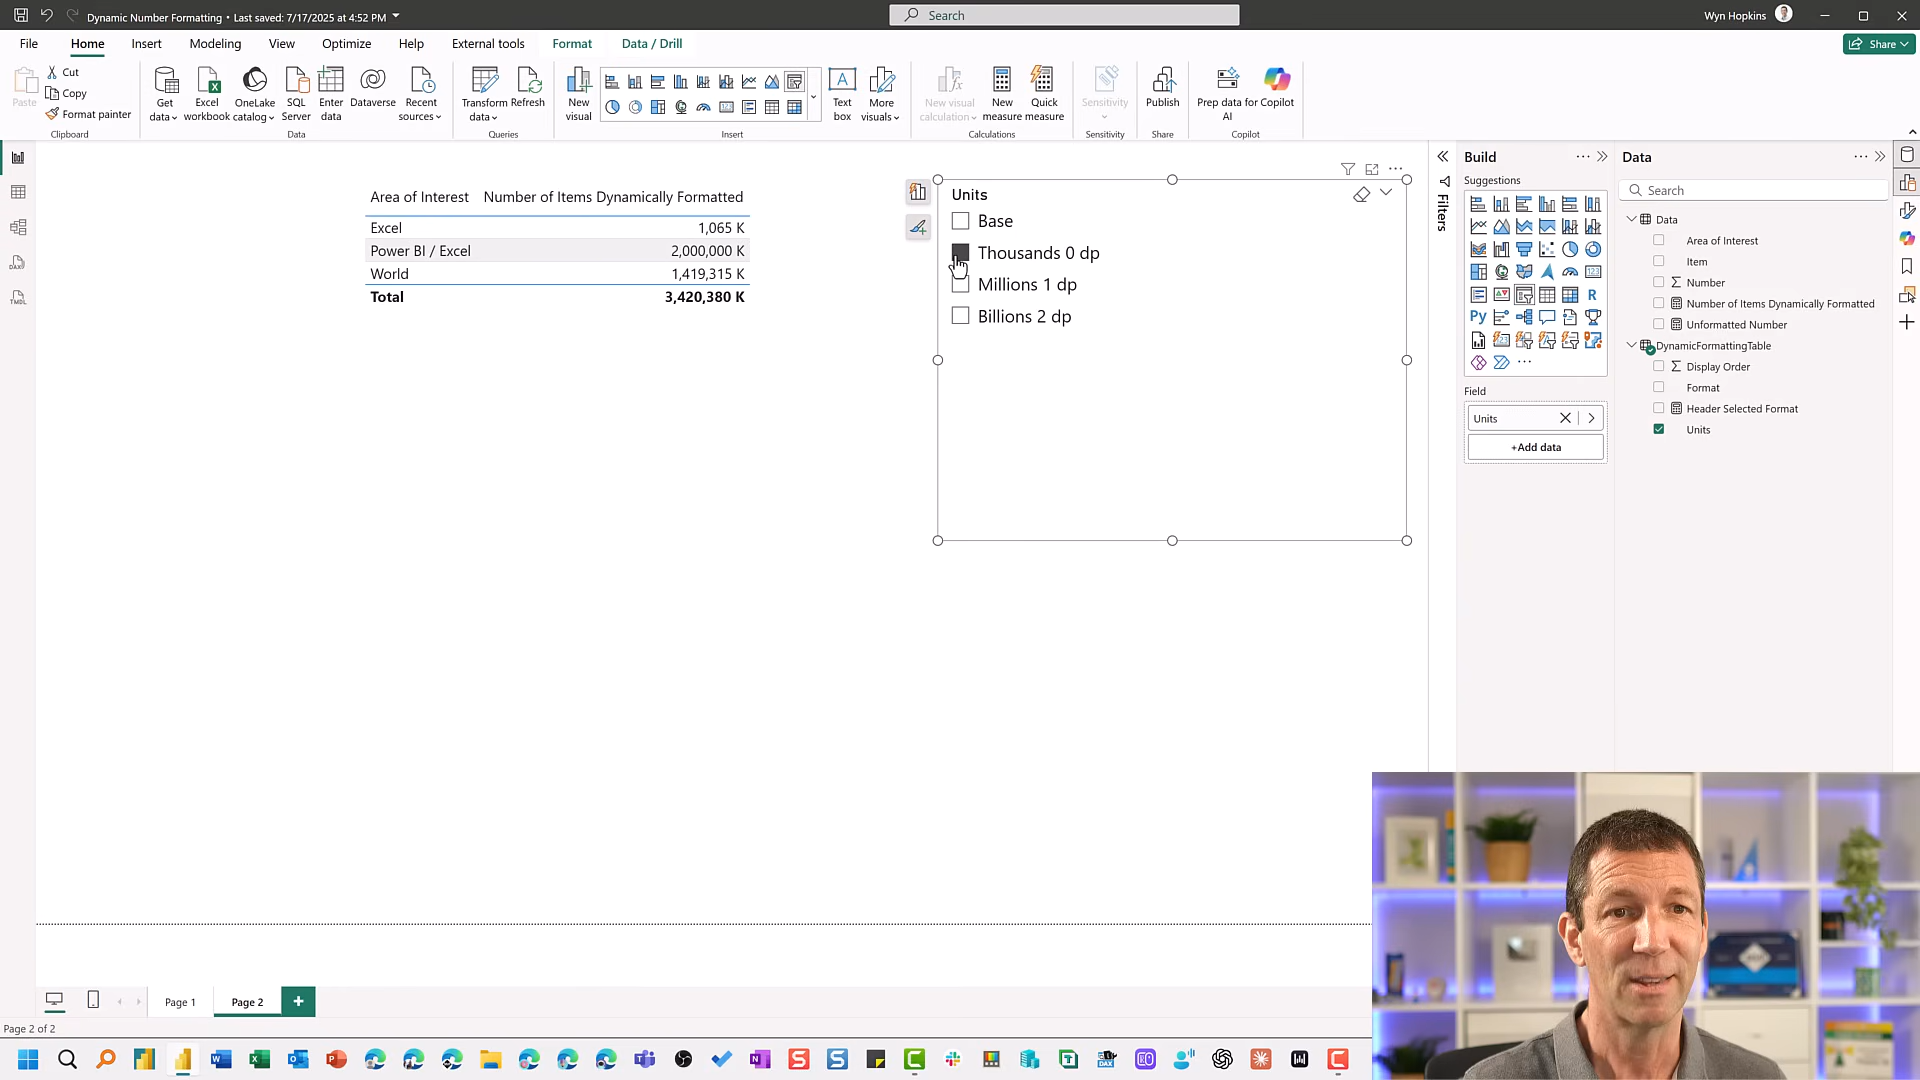 Dynamic Number Formatting • Last saved: 7/17/2025 at 4:52 PM
Search
Wyn Hopkins
File Home Insert Modeling View Optimize Help External tools Format Data / Drill
Share
Paste
Cut
Copy
Format painter
Get data
Excel workbook
OneLake catalog
SQL Server
Enter data
Dataverse
Recent sources
Transform data
Refresh
New visual
Text box
More visuals
New visual calculation
New measure
Quick measure
Sensitivity
Publish
Prep data for AI
Copilot
Clipboard Data Queries Insert Calculations Sensitivity Share Copilot
Area of Interest Number of Items Dynamically Formatted
Excel 1,065 K
Power BI / Excel 2,000,000 K
World 1,419,315 K
Total 3,420,380 K
Units
Base
Thousands 0 dp
Millions 1 dp
Billions 2 dp
Filters
Build
Suggestions
R
Py
123
Field
Units
+Add data
Data
Search
Data
Area of Interest
Item
Number
Number of Items Dynamically Formatted
Unformatted Number
DynamicFormattingTable
Display Order
Format
Header Selected Format
Units
DAX
TMDL
Page 1
Page 2
Page 2 of 2